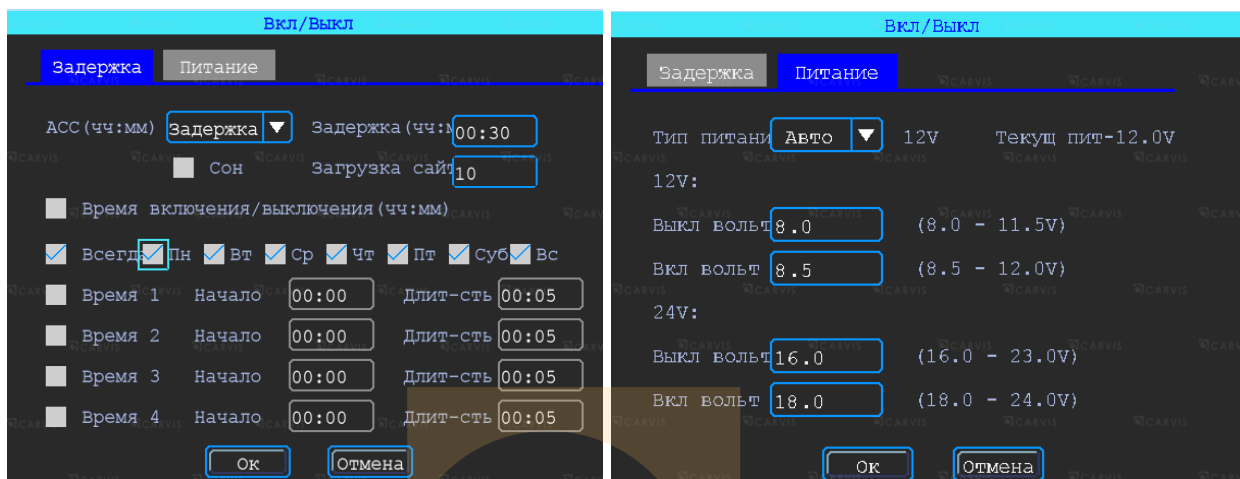 Вкл/Выкл
Задержка Питание
ACC(чч:мм) Задержка Задержка(чч: 00:30
Сон Загрузка сайт 10
Время включения/выключения(чч:мм)
Всегд Пн Вт Ср Чт Пт Суб Вс
Время 1 Начало 00:00 Длит-сть 00:05
Время 2 Начало 00:00 Длит-сть 00:05
Время 3 Начало 00:00 Длит-сть 00:05
Время 4 Начало 00:00 Длит-сть 00:05
Ок Отмена
Вкл/Выкл
Задержка Питание
Тип питани Авто 12V Текущ пит-12.0V
12V:
Выкл вольт 8.0 (8.0 - 11.5V)
Вкл вольт 8.5 (8.5 - 12.0V)
24V:
Выкл вольт 16.0 (16.0 - 23.0V)
Вкл вольт 18.0 (18.0 - 24.0V)
Ок Отмена